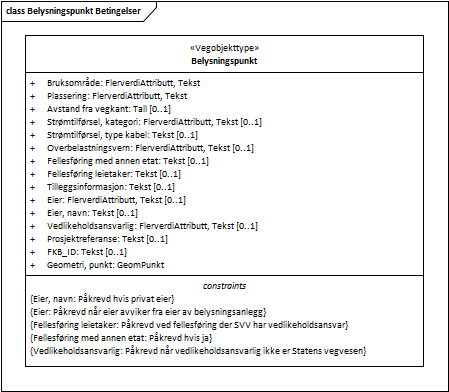 class Belysningspunkt Betingelser
«Vegobjekttype»
Belysningspunkt
+ Bruksområde: FlerverdiAttributt, Tekst
+ Plassering: FlerverdiAttributt, Tekst
+ Avstand fra vegkant: Tall [0..1]
+ Strømtilførsel, kategori: FlerverdiAttributt, Tekst [0..1]
+ Strømtilførsel, type kabel: Tekst [0..1]
+ Overbelastningsvern: FlerverdiAttributt, Tekst [0..1]
+ Fellesføring med annen etat: Tekst [0..1]
+ Fellesføring leietaker: Tekst [0..1]
+ Tilleggsinformasjon: Tekst [0..1]
+ Eier: FlerverdiAttributt, Tekst [0..1]
+ Eier, navn: Tekst [0..1]
+ Vedlikeholdsansvarlig: FlerverdiAttributt, Tekst [0..1]
+ Prosjektreferanse: Tekst [0..1]
+ FKB_ID: Tekst [0..1]
+ Geometri, punkt: GeomPunkt
constraints
{Eier, navn: Påkrevd hvis privat eier}
{Eier: Påkrevd når eier avviker fra eier av belysningsanlegg}
{Fellesføring leietaker: Påkrevd ved fellesføring der SVV har vedlikeholdsansvar}
{Fellesføring med annen etat: Påkrevd hvis ja}
{Vedlikeholdsansvarlig: Påkrevd når vedlikeholdsansvarlig ikke er Statens vegvesen}